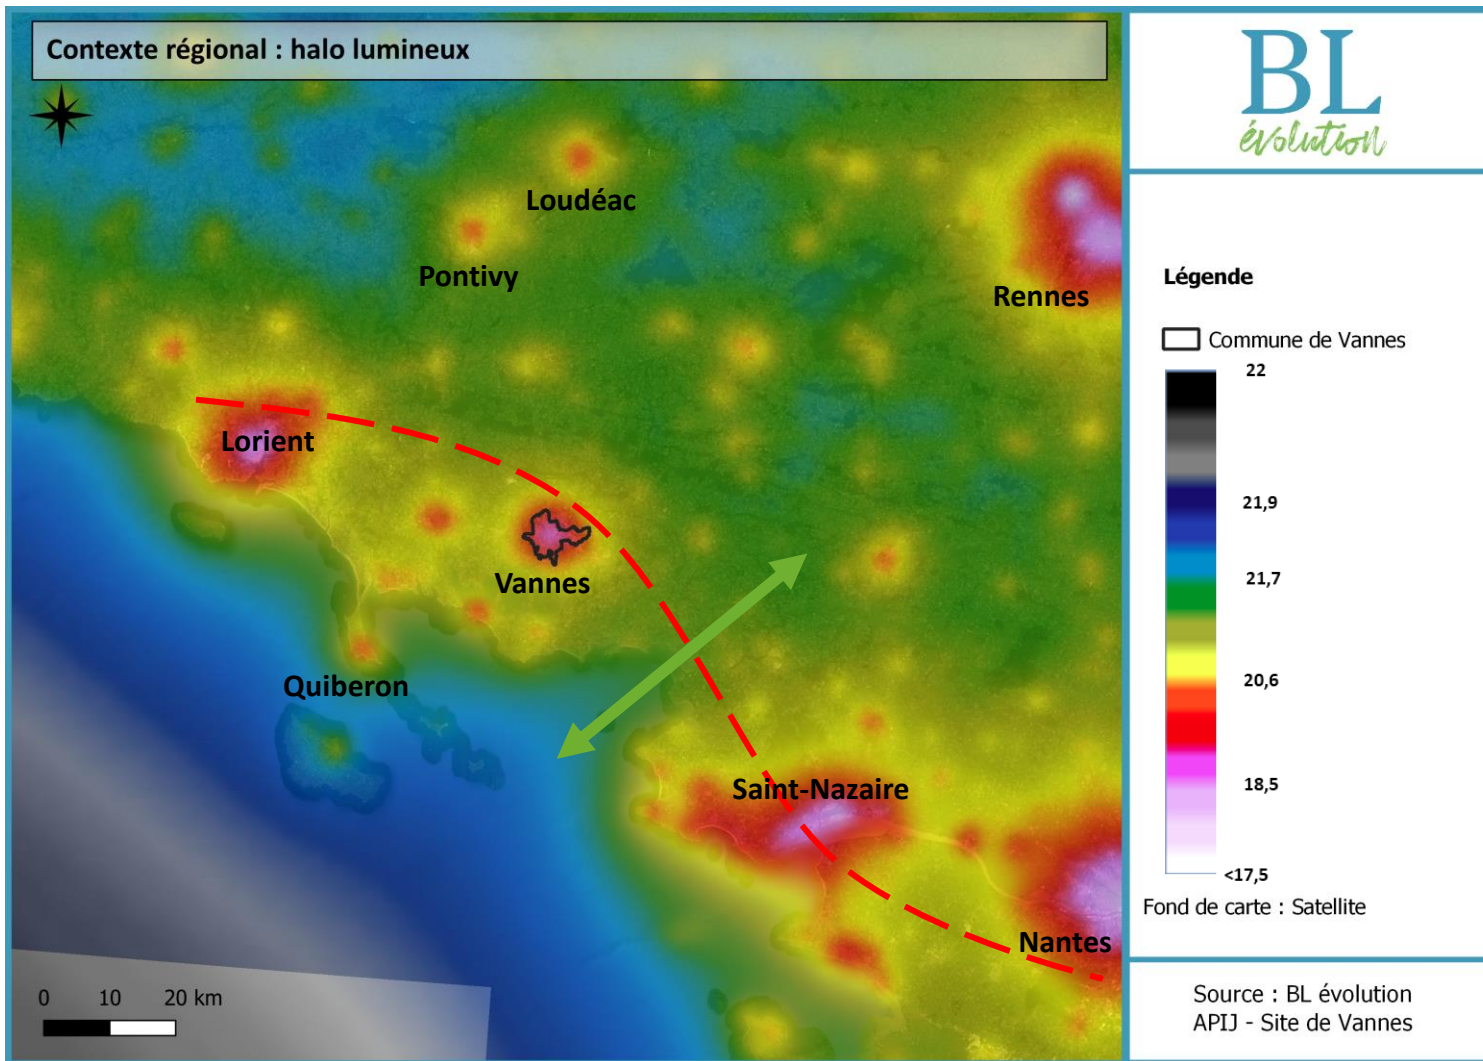 Contexte régional : halo lumineux
BL
évolution
Loudéac
Pontivy
Rennes
Lorient
Vannes
Quiberon
Saint-Nazaire
Nantes
0 10 20 km
Légende
Commune de Vannes
22
21,9
21,7
20,6
18,5
<17,5
Fond de carte : Satellite
Source : BL évolution
APIJ - Site de Vannes